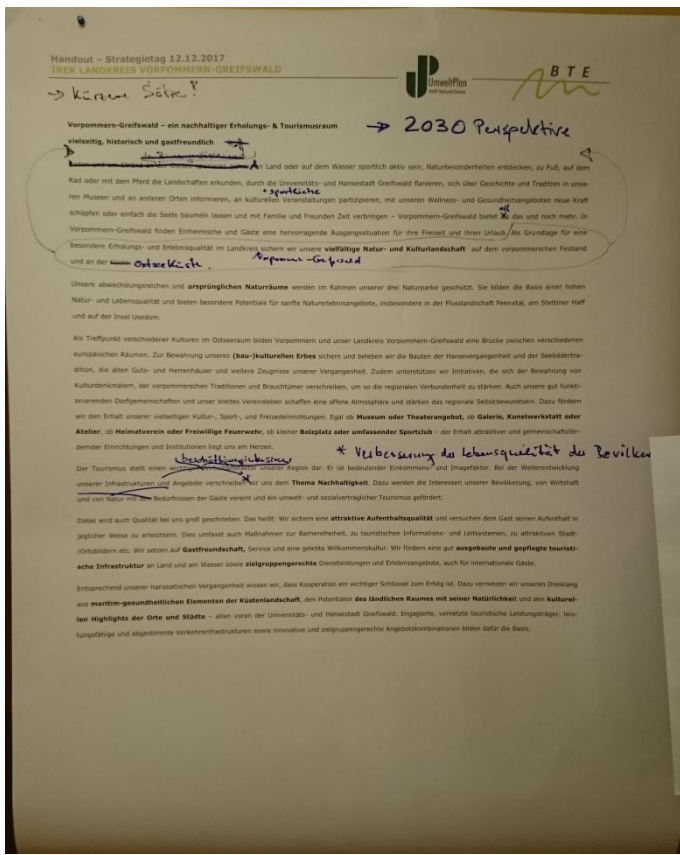 Handout – Strategietag 12.12.2017
IREK LANDKREIS VORPOMMERN-GREIFSWALD
UmweltPlan
BTE
-> Kürzere Sätze!
Vorpommern-Greifswald – ein nachhaltiger Erholungs- & Tourismusraum
-> 2030 Perspektive
vielseitig, historisch und gastfreundlich
An Land oder auf dem Wasser sportlich aktiv sein, Naturbesonderheiten entdecken, zu Fuß, auf dem
Rad oder mit dem Pferd die Landschaften erkunden, durch die Universitäts- und Hansestadt Greifswald flanieren, sich über Geschichte und Tradition in unse-
+ sportliche
ren Museen und an anderen Orten informieren, an kulturellen Veranstaltungen partizipieren, mit unseren Wellness- und Gesundheitsangeboten neue Kraft
schöpfen oder einfach die Seele baumeln lassen und mit Familie und Freunden Zeit verbringen – Vorpommern-Greifswald bietet all das und noch mehr. In
Vorpommern-Greifswald finden Einheimische und Gäste eine hervorragende Ausgangssituation für ihre Freizeit und ihren Urlaub. Als Grundlage für eine
besondere Erholungs- und Erlebnisqualität im Landkreis sichern wir unsere vielfältige Natur- und Kulturlandschaft auf dem vorpommerschen Festland
und an der Ostseeküste.
Vorpommern-Greifswald
Unsere abwechslungsreichen und ursprünglichen Naturräume werden im Rahmen unserer drei Naturparke geschützt. Sie bilden die Basis einer hohen
Natur- und Lebensqualität und bieten besondere Potentiale für sanfte Naturerlebnisangebote, insbesondere in der Flusslandschaft Peenetal, am Stettiner Haff
und auf der Insel Usedom.
Als Treffpunkt verschiedener Kulturen im Ostseeraum bilden Vorpommern und unser Landkreis Vorpommern-Greifswald eine Brücke zwischen verschiedenen
europäischen Räumen. Zur Bewahrung unseres (bau-)kulturellen Erbes sichern und beleben wir die Bauten der Hansevergangenheit und der Seebädertra-
dition, die alten Guts- und Herrenhäuser und weitere Zeugnisse unserer Vergangenheit. Zudem unterstützen wir Initiativen, die sich der Bewahrung von
Kulturdenkmälern, der vorpommerschen Traditionen und Brauchtümer verschreiben, um so die regionale Verbundenheit zu stärken. Auch unsere gut funkti-
onierenden Dorfgemeinschaften und unser breites Vereinsleben schaffen eine offene Atmosphäre und stärken das regionale Selbstbewusstsein. Dazu fördern
wir den Erhalt unserer vielseitigen Kultur-, Sport-, und Freizeiteinrichtungen. Egal ob Museum oder Theaterangebot, ob Galerie, Kunstwerkstatt oder
Atelier, ob Heimatverein oder Freiwillige Feuerwehr, ob kleiner Bolzplatz oder umfassender Sportclub – der Erhalt attraktiver und gemeinschaftsför-
dernder Einrichtungen und Institutionen liegt uns am Herzen.
* Verbesserung der Lebensqualität der Bevölker
Der Tourismus stellt einen unserer Region dar. Er ist bedeutender Einkommens- und Imagefaktor. Bei der Weiterentwicklung
unserer Infrastrukturen und Angebote verschreiben wir uns dem Thema Nachhaltigkeit. Dazu werden die Interessen unserer Bevölkerung, von Wirtschaft
und von Natur mit den Bedürfnissen der Gäste vereint und ein umwelt- und sozialverträglicher Tourismus gefördert.
Dabei wird auch Qualität bei uns groß geschrieben. Das heißt: Wir sichern eine attraktive Aufenthaltsqualität und versuchen dem Gast seinen Aufenthalt in
jeglicher Weise zu erleichtern. Dies umfasst auch Maßnahmen zur Barrierefreiheit, zu touristischen Informations- und Leitsystemen, zu attraktiven Stadt-
/Ortsbildern etc. Wir setzen auf Gastfreundschaft, Service und eine gelebte Willkommenskultur. Wir fördern eine gut ausgebaute und gepflegte touristi-
sche Infrastruktur an Land und am Wasser sowie zielgruppengerechte Dienstleistungen und Erlebnisangebote, auch für internationale Gäste.
Entsprechend unserer hanseatischen Vergangenheit wissen wir, dass Kooperation ein wichtiger Schlüssel zum Erfolg ist. Dazu vernetzen wir unseren Dreiklang
aus maritim-gesundheitlichen Elementen der Küstenlandschaft, den Potentialen des ländlichen Raumes mit seiner Natürlichkeit und den kulturel-
len Highlights der Orte und Städte – allen voran der Universitäts- und Hansestadt Greifswald. Engagierte, vernetzte touristische Leistungsträger, leis-
tungsfähige und abgestimmte Verkehrsinfrastrukturen sowie innovative und zielgruppengerechte Angebotskombinationen bilden dafür die Basis.